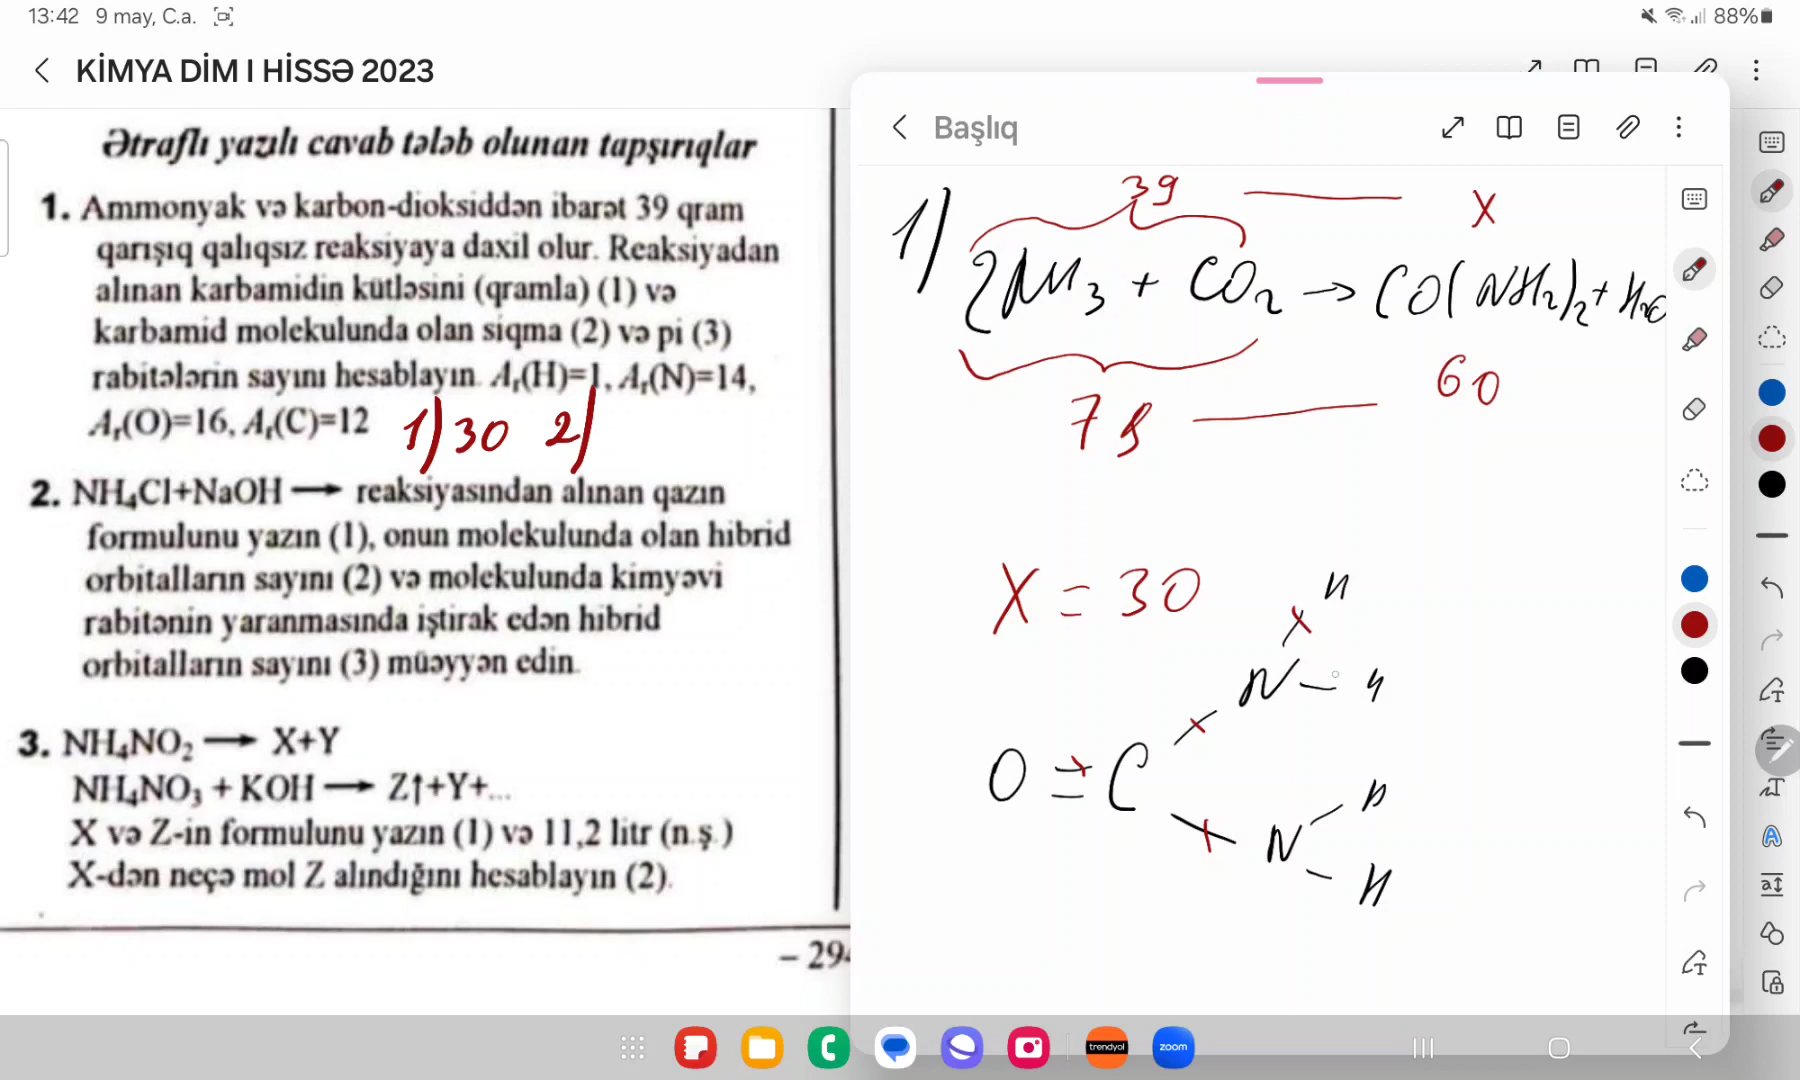 13:42 9 may, C.a. 88%
KİMYA DİM I HİSSƏ 2023
Ətraflı yazılı cavab tələb olunan tapşırıqlar
1. Ammonyak və karbon-dioksiddən ibarət 39 qram
qarışıq qalıqsız reaksiyaya daxil olur. Reaksiyadan
alınan karbamidin kütləsini (qramla) (1) və
karbamid molekulunda olan siqma (2) və pi (3)
rabitələrin sayını hesablayın. Aᵣ(H)=1, Aᵣ(N)=14,
Aᵣ(O)=16, Aᵣ(C)=12 1) 30 2)
2. NH₄Cl+NaOH ⟶ reaksiyasından alınan qazın
formulunu yazın (1), onun molekulunda olan hibrid
orbitalların sayını (2) və molekulunda kimyəvi
rabitənin yaranmasında iştirak edən hibrid
orbitalların sayını (3) müəyyən edin.
3. NH₄NO₂ ⟶ X+Y
NH₄NO₃ + KOH ⟶ Z↑+Y+...
X və Z-in formulunu yazın (1) və 11,2 litr (n.ş.)
X-dən neçə mol Z alındığını hesablayın (2).
– 294
Başlıq
39 — X
1) 2NH₃ + CO₂ → CO(NH₂)₂ + H₂O
78 — 60
X = 30
H
N – H
O = C
N H
H
trendyol
zoom